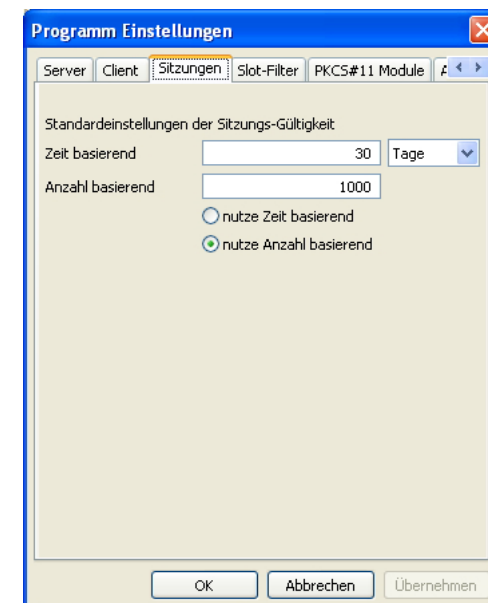 Programm Einstellungen
Server Client Sitzungen Slot-Filter PKCS#11 Module
Standardeinstellungen der Sitzungs-Gültigkeit
Zeit basierend 30 Tage
Anzahl basierend 1000
nutze Zeit basierend
nutze Anzahl basierend
OK Abbrechen Übernehmen